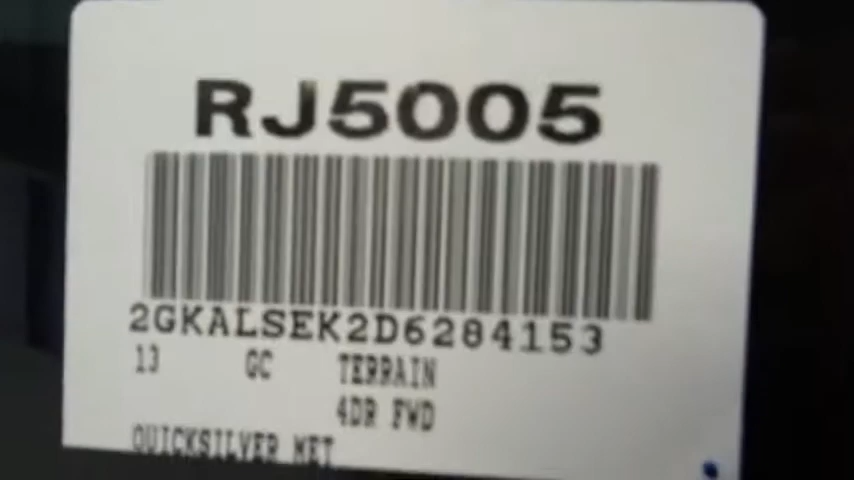 RJ5005
2GKALSEK2D6284153
13 GC TERRAIN
4DR FWD
QUICKSILVER MET